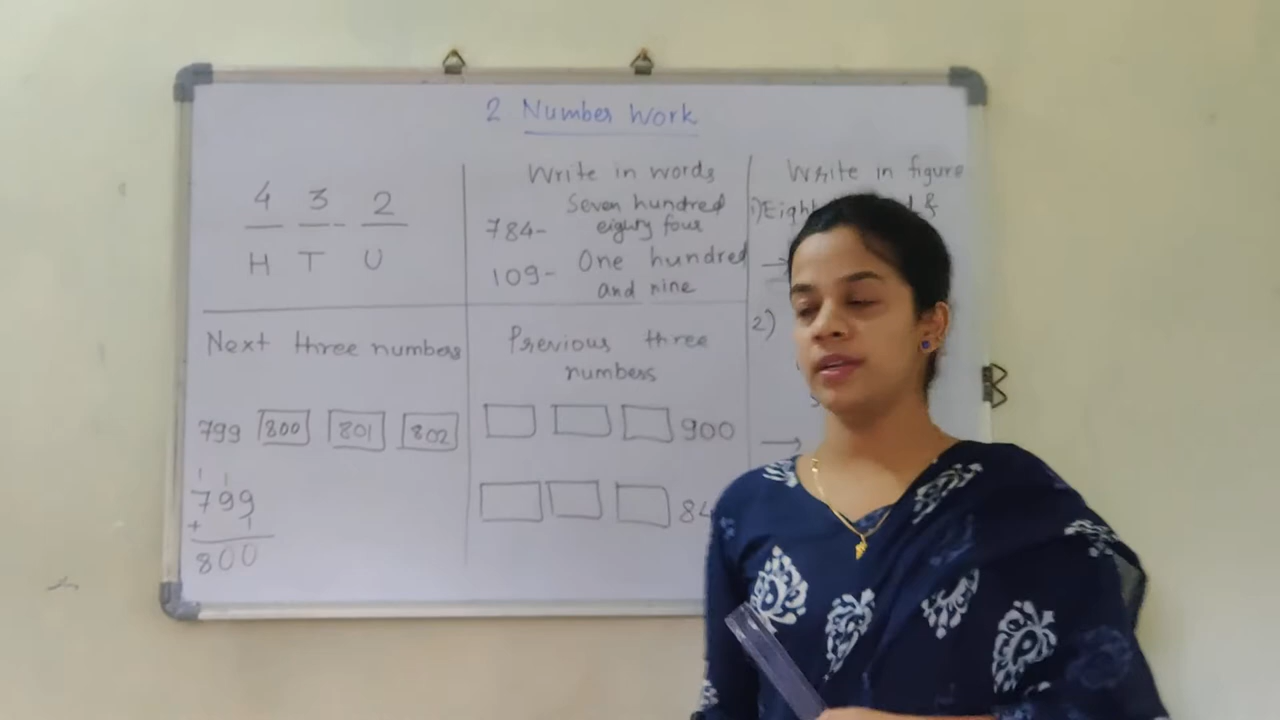 2 Number Work
4 3 2
H T U
Write in words
784- Seven hundred
eighty four
109- One hundred
and nine
Write in figure
i)
&
2)
Next three numbers
799 800 801 802
1 1
799
+ 1
800
Previous three
numbers
900